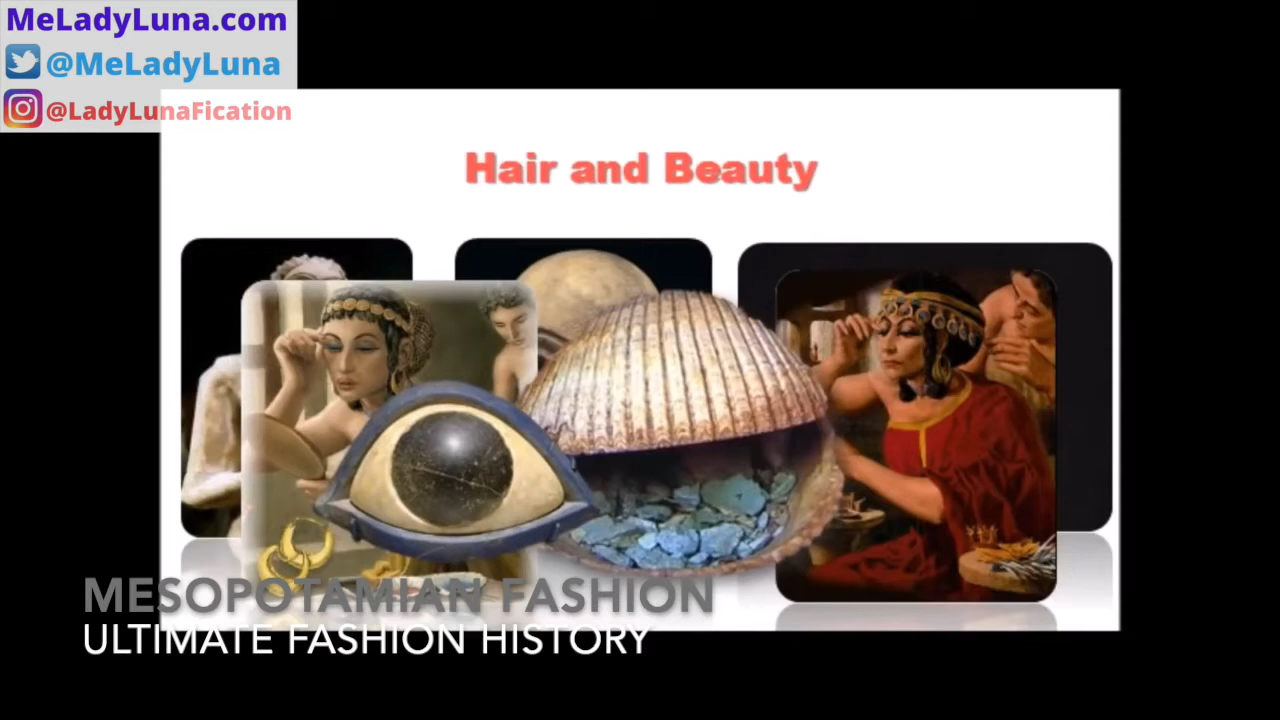 MeLadyLuna.com
@MeLadyLuna
@LadyLunaFication
Hair and Beauty
MESOPOTAMIAN FASHION
ULTIMATE FASHION HISTORY